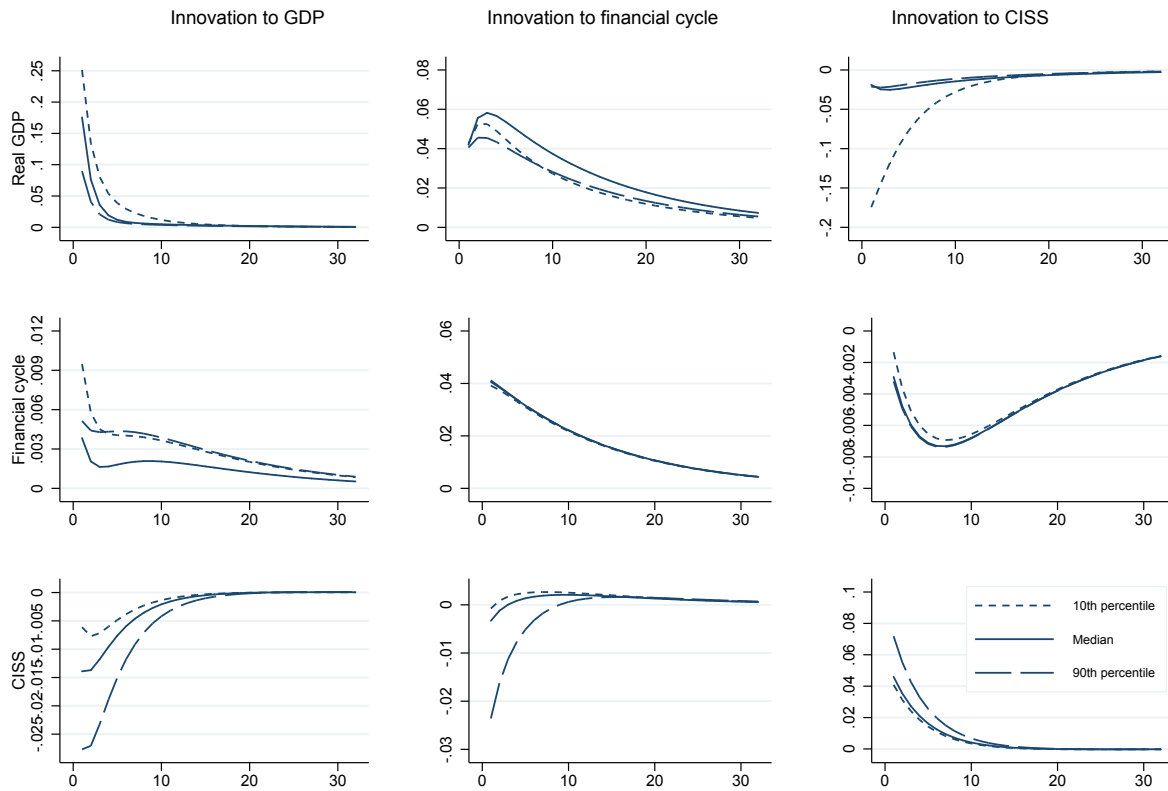 Innovation to GDP Innovation to financial cycle Innovation to CISS
Real GDP
0 .05 .1 .15 .2 .25
0 10 20 30
0 .02 .04 .06 .08
0 10 20 30
-.2 -.15 -.1 -.05 0
0 10 20 30
Financial cycle
0 .003 .006 .009 .012
0 10 20 30
0 .02 .04 .06
0 10 20 30
-.01 -.008 -.006 -.004 -.002 0
0 10 20 30
CISS
-.025 -.02 -.015 -.01 -.005 0
0 10 20 30
-.03 -.02 -.01 0
0 10 20 30
0 .02 .04 .06 .08 .1
0 10 20 30
10th percentile
Median
90th percentile